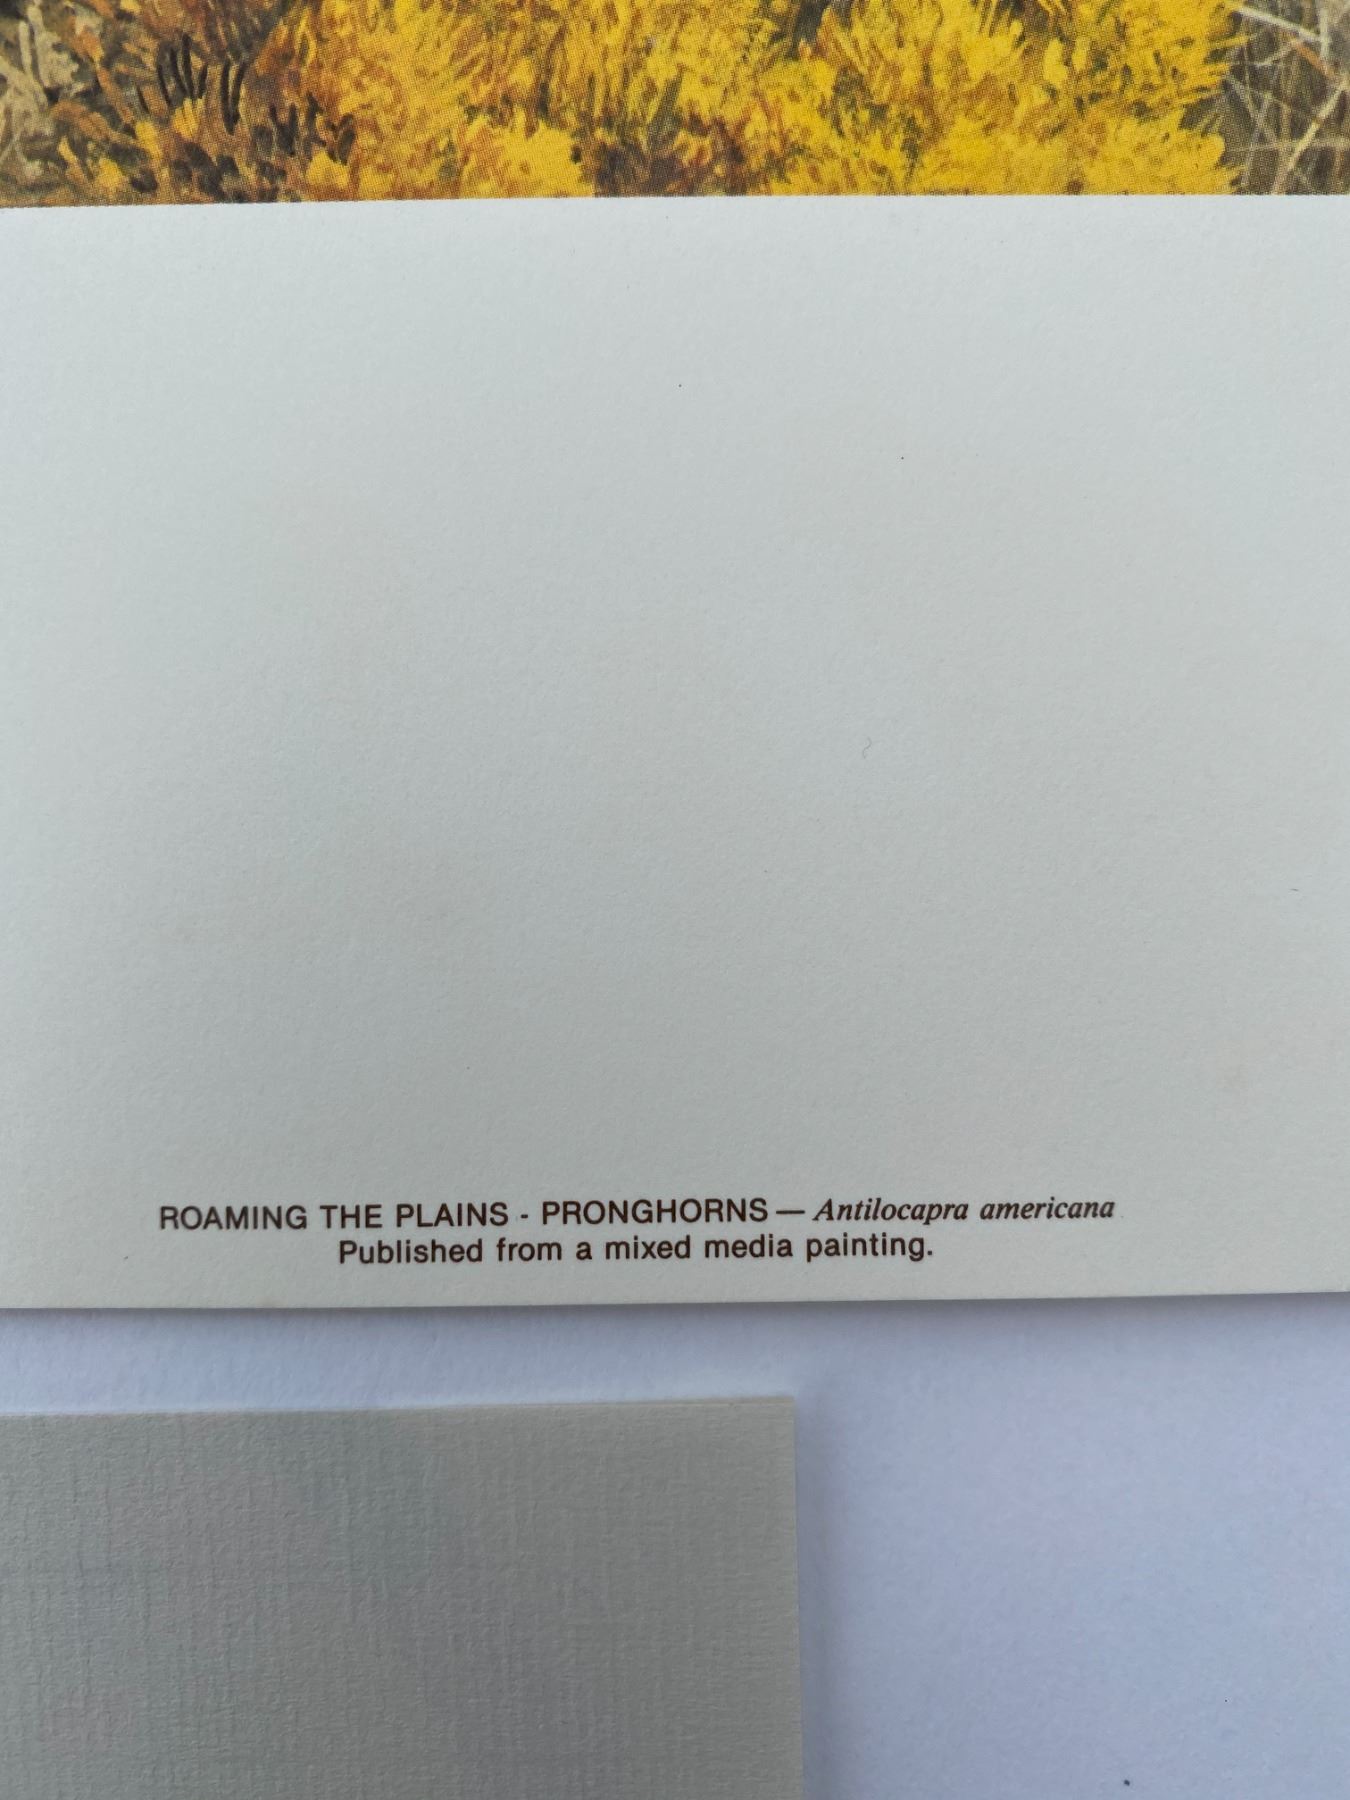 ROAMING THE PLAINS - PRONGHORNS — Antilocapra americana
Published from a mixed media painting.